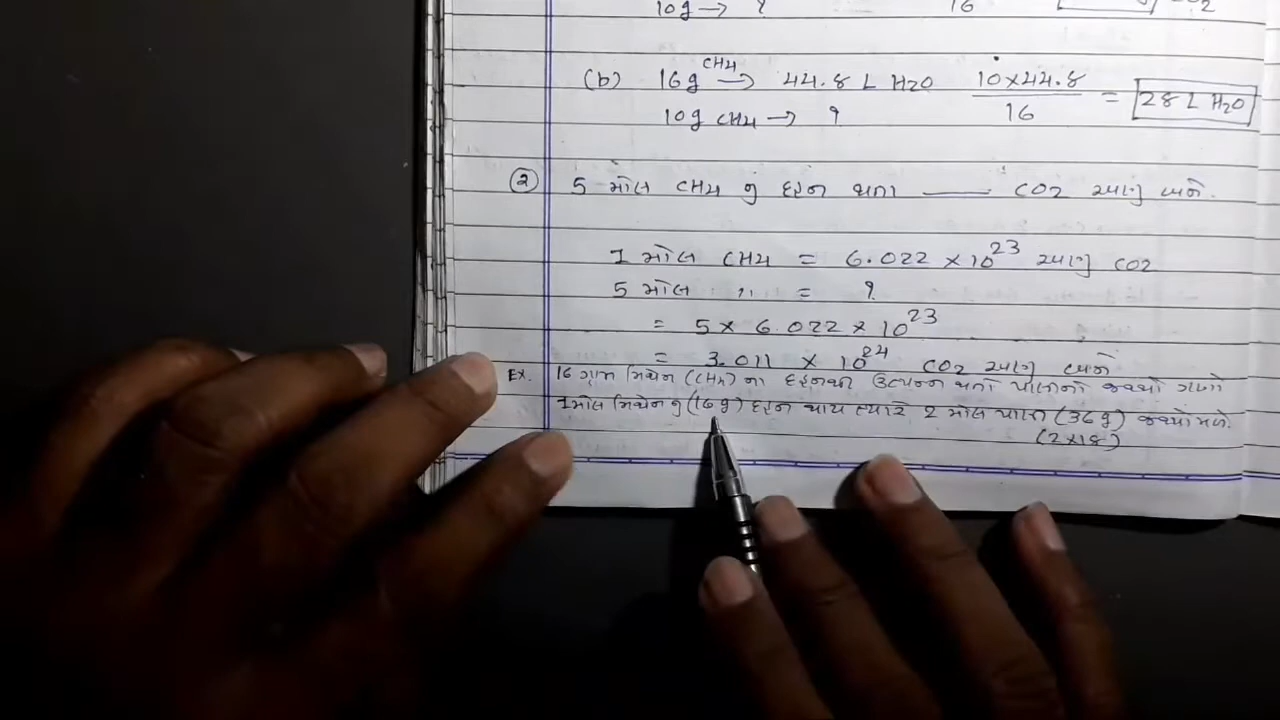 10g → ? 16
(b) 16g CH4 → 44.8 L H2O 10×44.8 / 16 = 28 L H2O
10g CH4 → ?
② 5 મોલ CH4 નું દહન થતા ——— CO2 અણુ બને.
1 મોલ CH4 = 6.022 × 10^23 અણુ CO2
5 મોલ ,, = ?
= 5 × 6.022 × 10^23
= 3.011 × 10^24 CO2 અણુ બને
EX. 16 ગ્રામ મિથેન (CH4) ના દહનથી ઉત્પન્ન થતા પાણીનો જથ્થો ગણો
1 મોલ મિથેન નું (16g) દહન થાય ત્યારે 2 મોલ પાણી (36g) જથ્થો મળે.
(2×18)